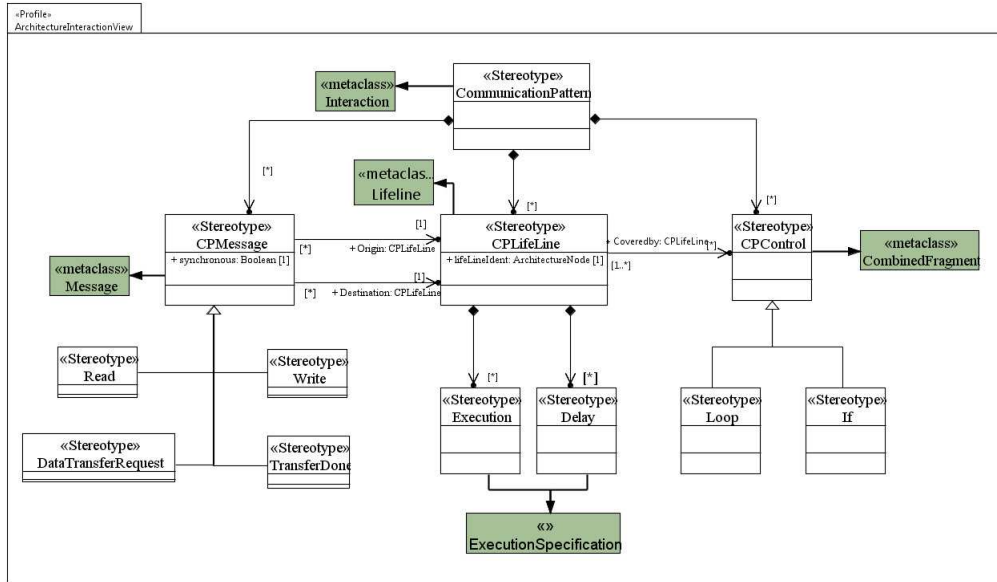 «Profile»
ArchitectureInteractionView
«Stereotype»
CommunicationPattern
«metaclass»
Interaction
[*]
«metaclas...
Lifeline
[*]
[*]
«Stereotype»
CPMessage
+ synchronous: Boolean [1]
[1]
[*]
+ Origin: CPLifeLine
[1]
[*]
+ Destination: CPLifeLine
«Stereotype»
CPLifeLine
+ lifeLineIdent: ArchitectureNode [1]
Coveredby: CPLifeLine
[*]
[1..*]
«Stereotype»
CPControl
«metaclass»
CombinedFragment
«metaclass»
Message
«Stereotype»
Read
«Stereotype»
Write
«Stereotype»
DataTransferRequest
«Stereotype»
TransferDone
[*]
[*]
«Stereotype»
Execution
«Stereotype»
Delay
«Stereotype»
Loop
«Stereotype»
If
«»
ExecutionSpecification